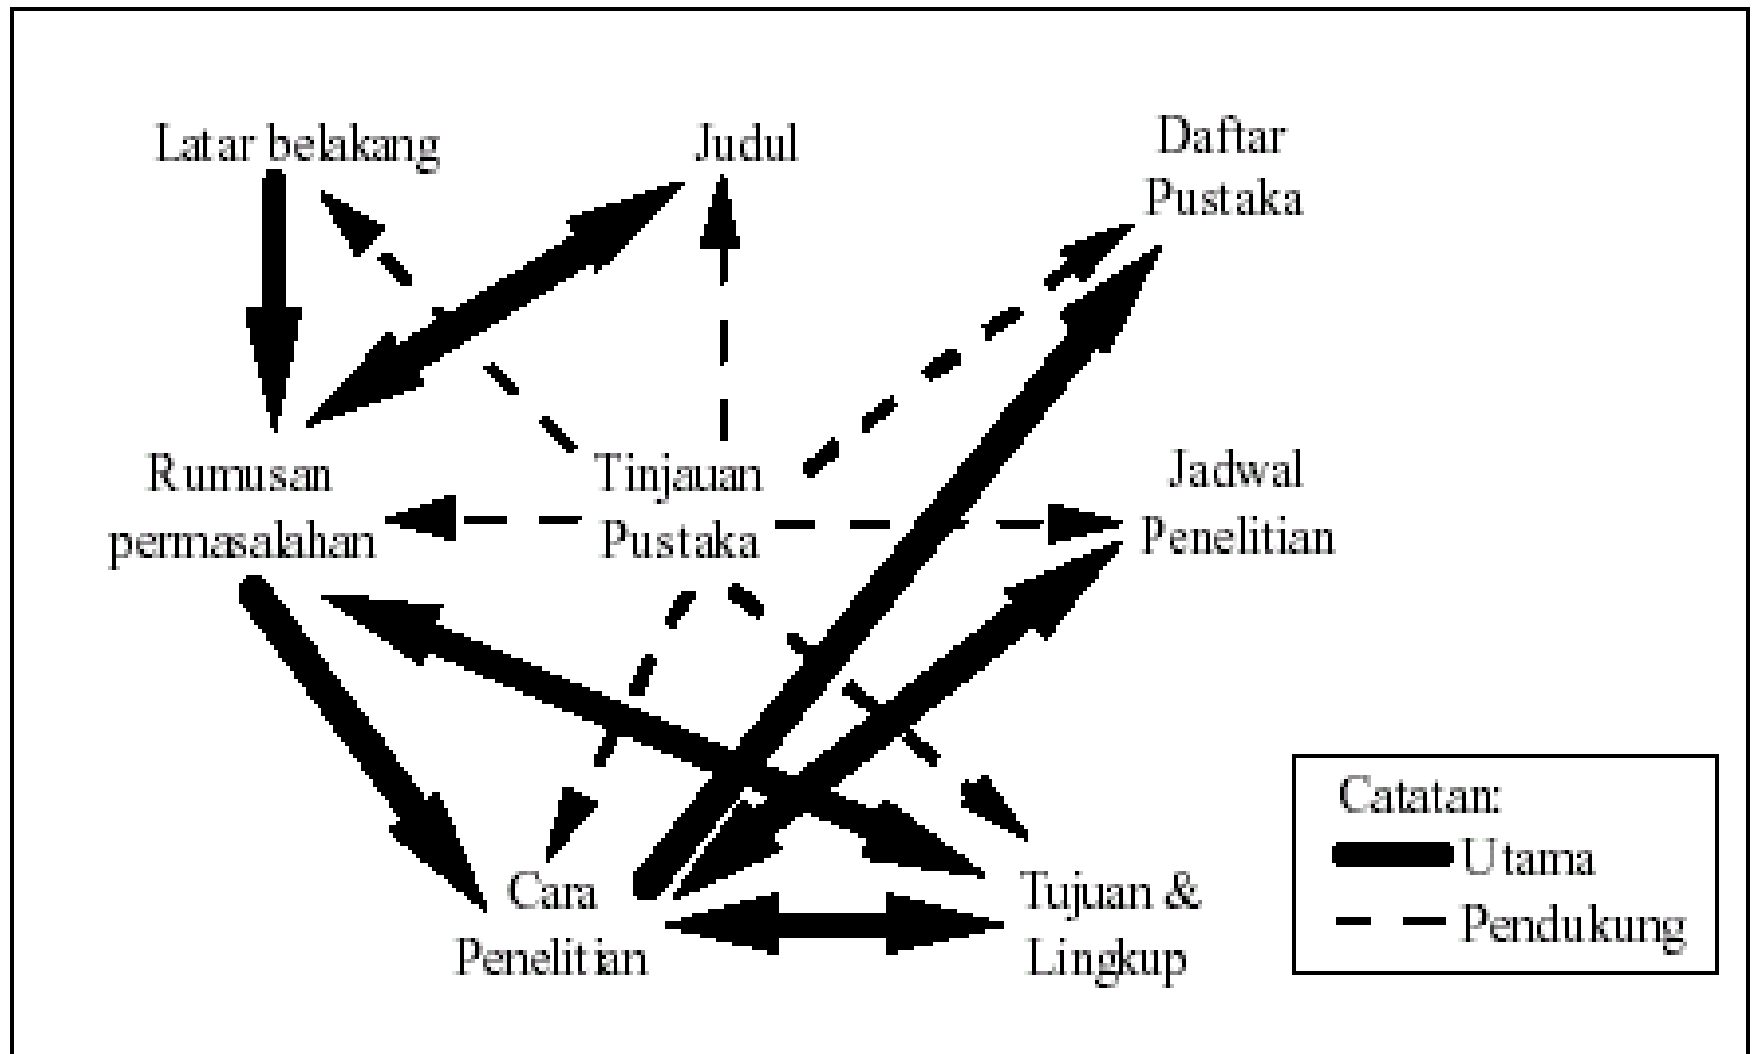 Latar belakang
Judul
Daftar
Pustaka
Rumusan
permasalahan
Tinjauan
Pustaka
Jadwal
Penelitian
Cara
Penelitian
Tujuan &
Lingkup
Catatan:
Utama
Pendukung